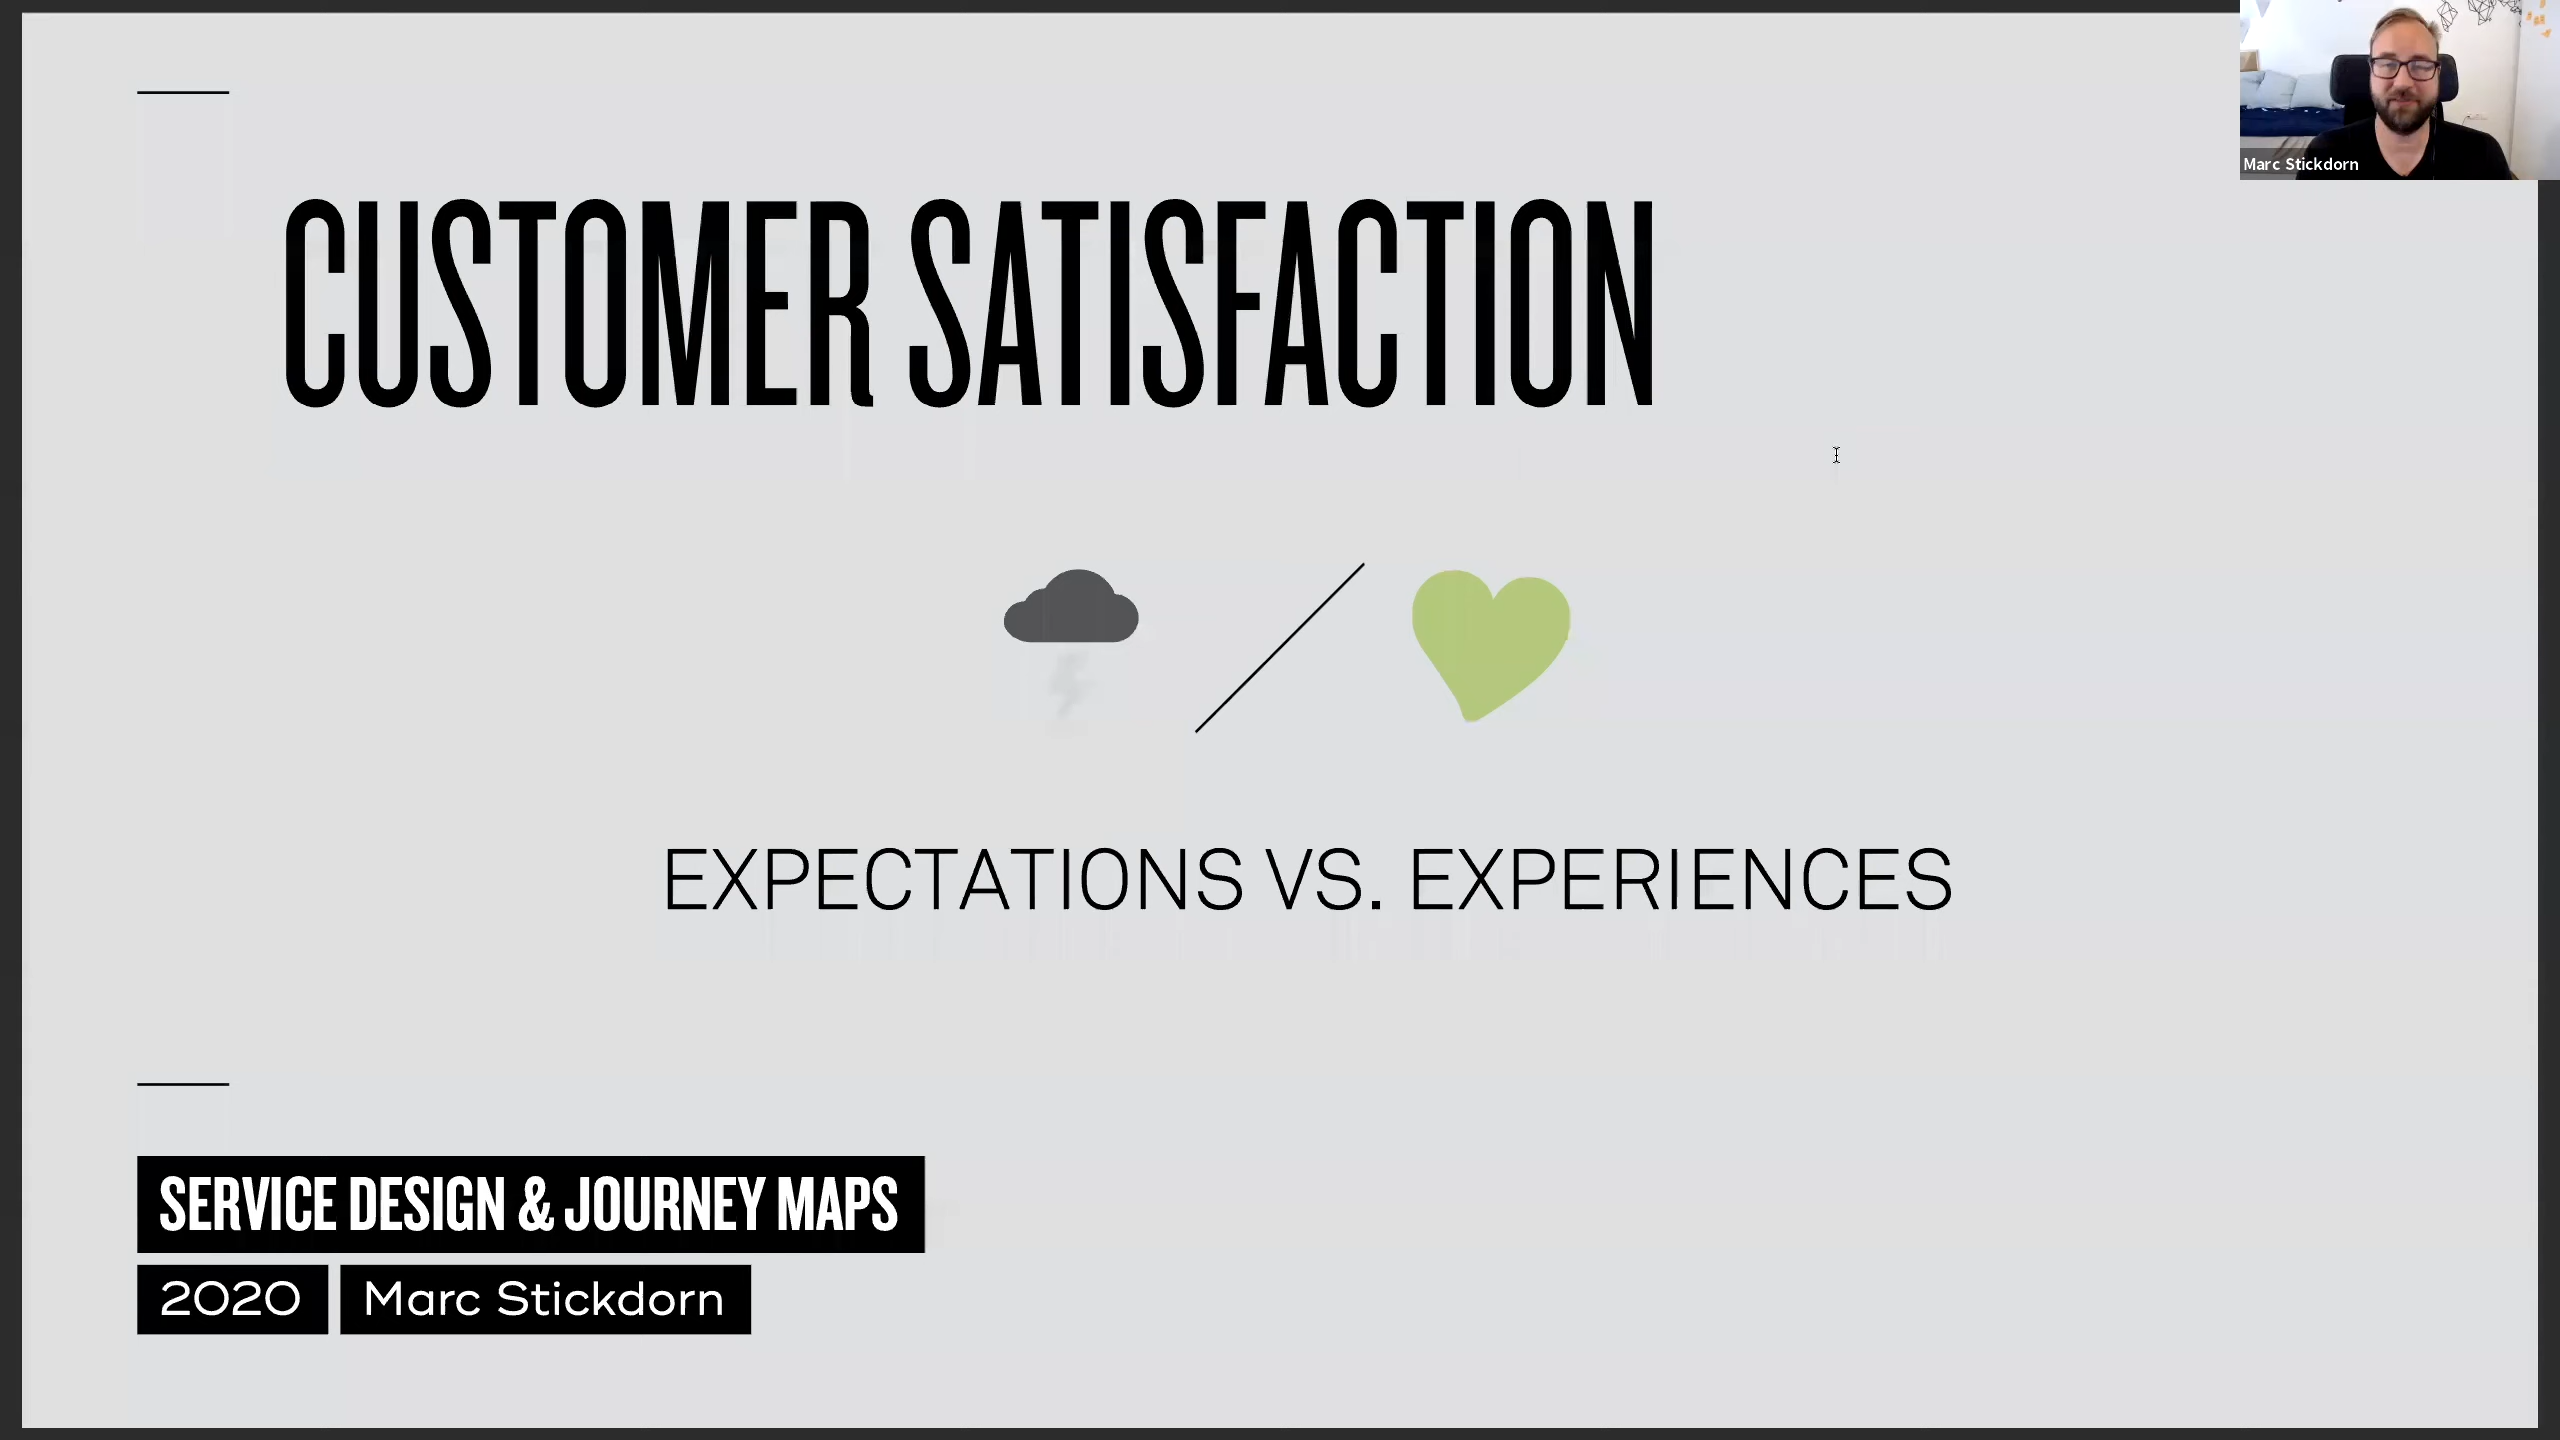 Marc Stickdorn
CUSTOMER SATISFACTION
EXPECTATIONS VS. EXPERIENCES
SERVICE DESIGN & JOURNEY MAPS
2020 Marc Stickdorn